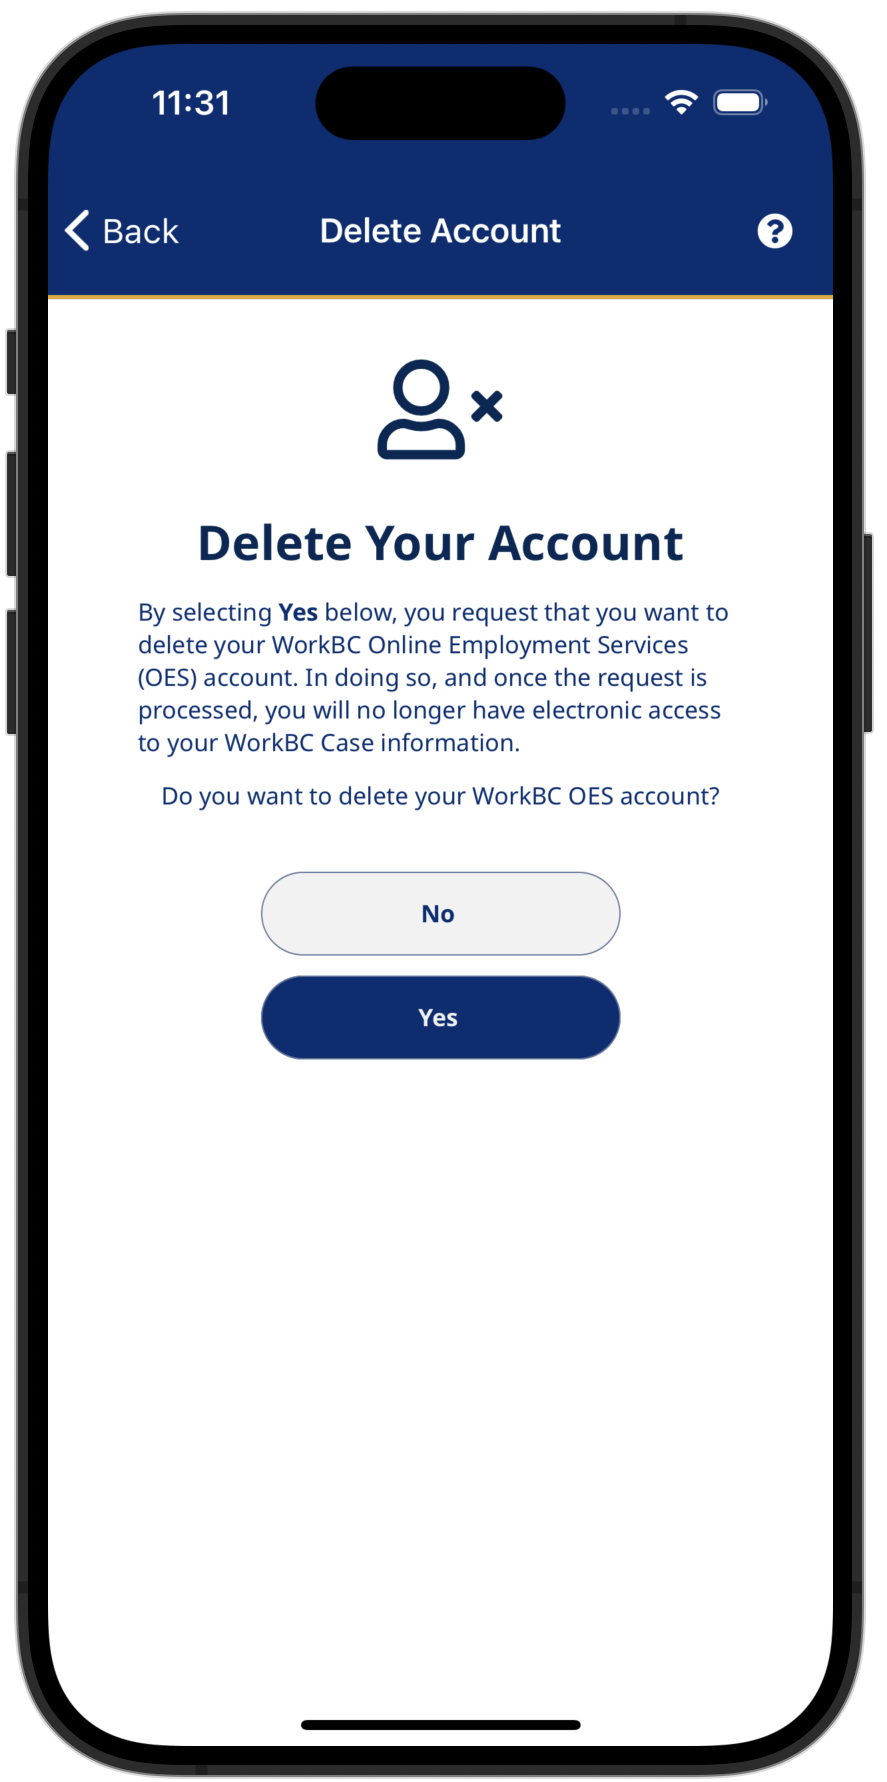 11:31
Back
Delete Account
Delete Your Account
By selecting Yes below, you request that you want to
delete your WorkBC Online Employment Services
(OES) account. In doing so, and once the request is
processed, you will no longer have electronic access
to your WorkBC Case information.
Do you want to delete your WorkBC OES account?
No
Yes